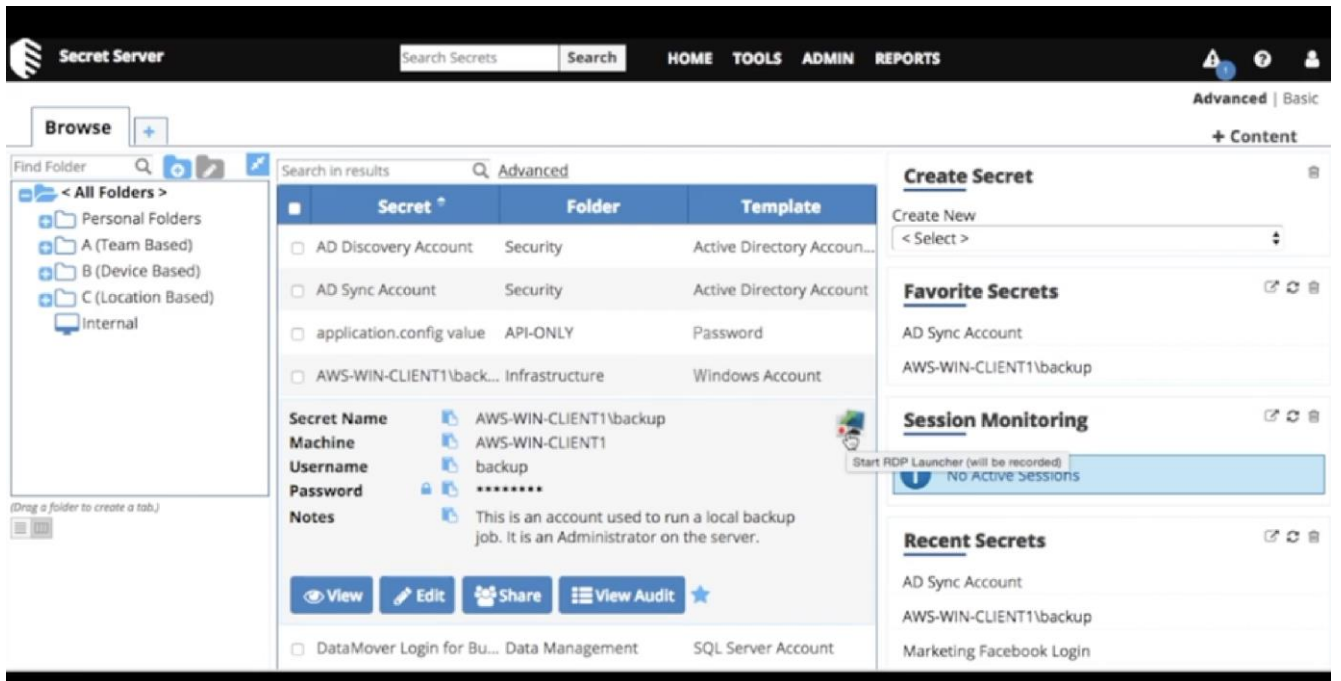 Secret Server
Search Secrets
Search
HOME TOOLS ADMIN REPORTS
1
Advanced | Basic
Browse
+
+ Content
Find Folder
< All Folders >
Personal Folders
A (Team Based)
B (Device Based)
C (Location Based)
Internal
(Drag a folder to create a tab.)
Search in results
Advanced
Secret Folder Template
AD Discovery Account Security Active Directory Accoun...
AD Sync Account Security Active Directory Account
application.config value API-ONLY Password
AWS-WIN-CLIENT1\back... Infrastructure Windows Account
Secret Name AWS-WIN-CLIENT1\backup
Machine AWS-WIN-CLIENT1
Username backup
Password ********
Notes This is an account used to run a local backup
job. It is an Administrator on the server.
Start RDP Launcher (will be recorded)
View Edit Share View Audit
DataMover Login for Bu... Data Management SQL Server Account
Create Secret
Create New
< Select >
Favorite Secrets
AD Sync Account
AWS-WIN-CLIENT1\backup
Session Monitoring
No Active Sessions
Recent Secrets
AD Sync Account
AWS-WIN-CLIENT1\backup
Marketing Facebook Login